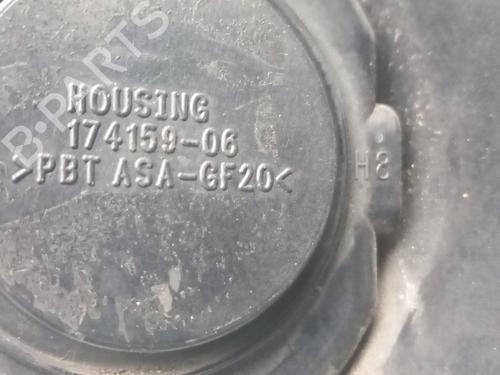 HOUSING
174159-06
>PBT ASA-GF20<
H8
B-PARTS